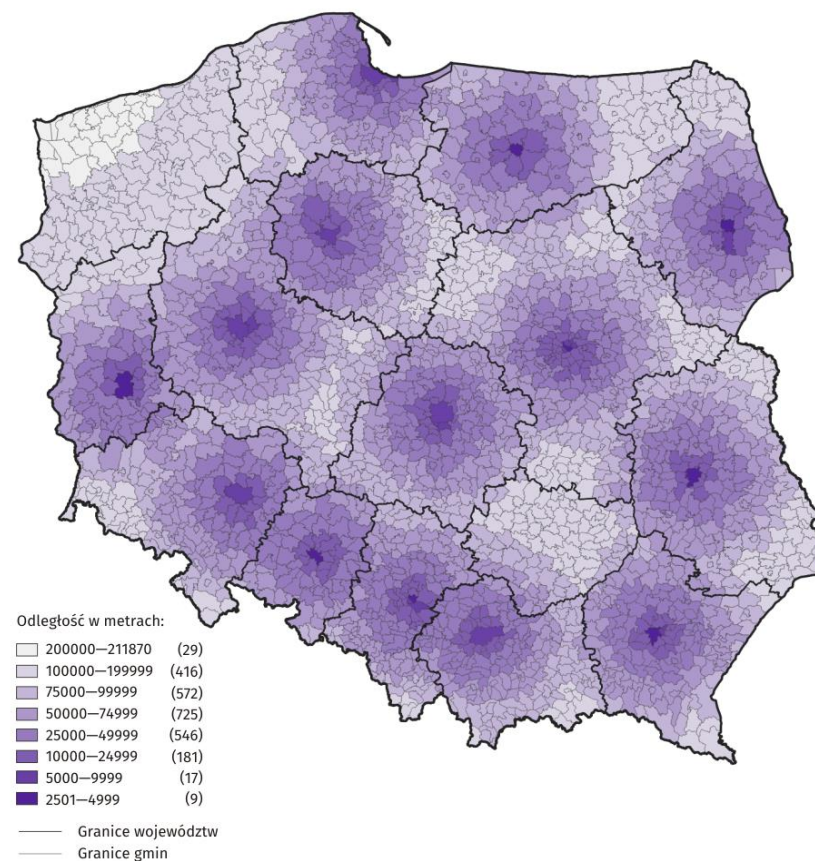 Odległość w metrach:
200000—211870 (29)
100000—199999 (416)
75000—99999 (572)
50000—74999 (725)
25000—49999 (546)
10000—24999 (181)
5000—9999 (17)
2501—4999 (9)
Granice województw
Granice gmin